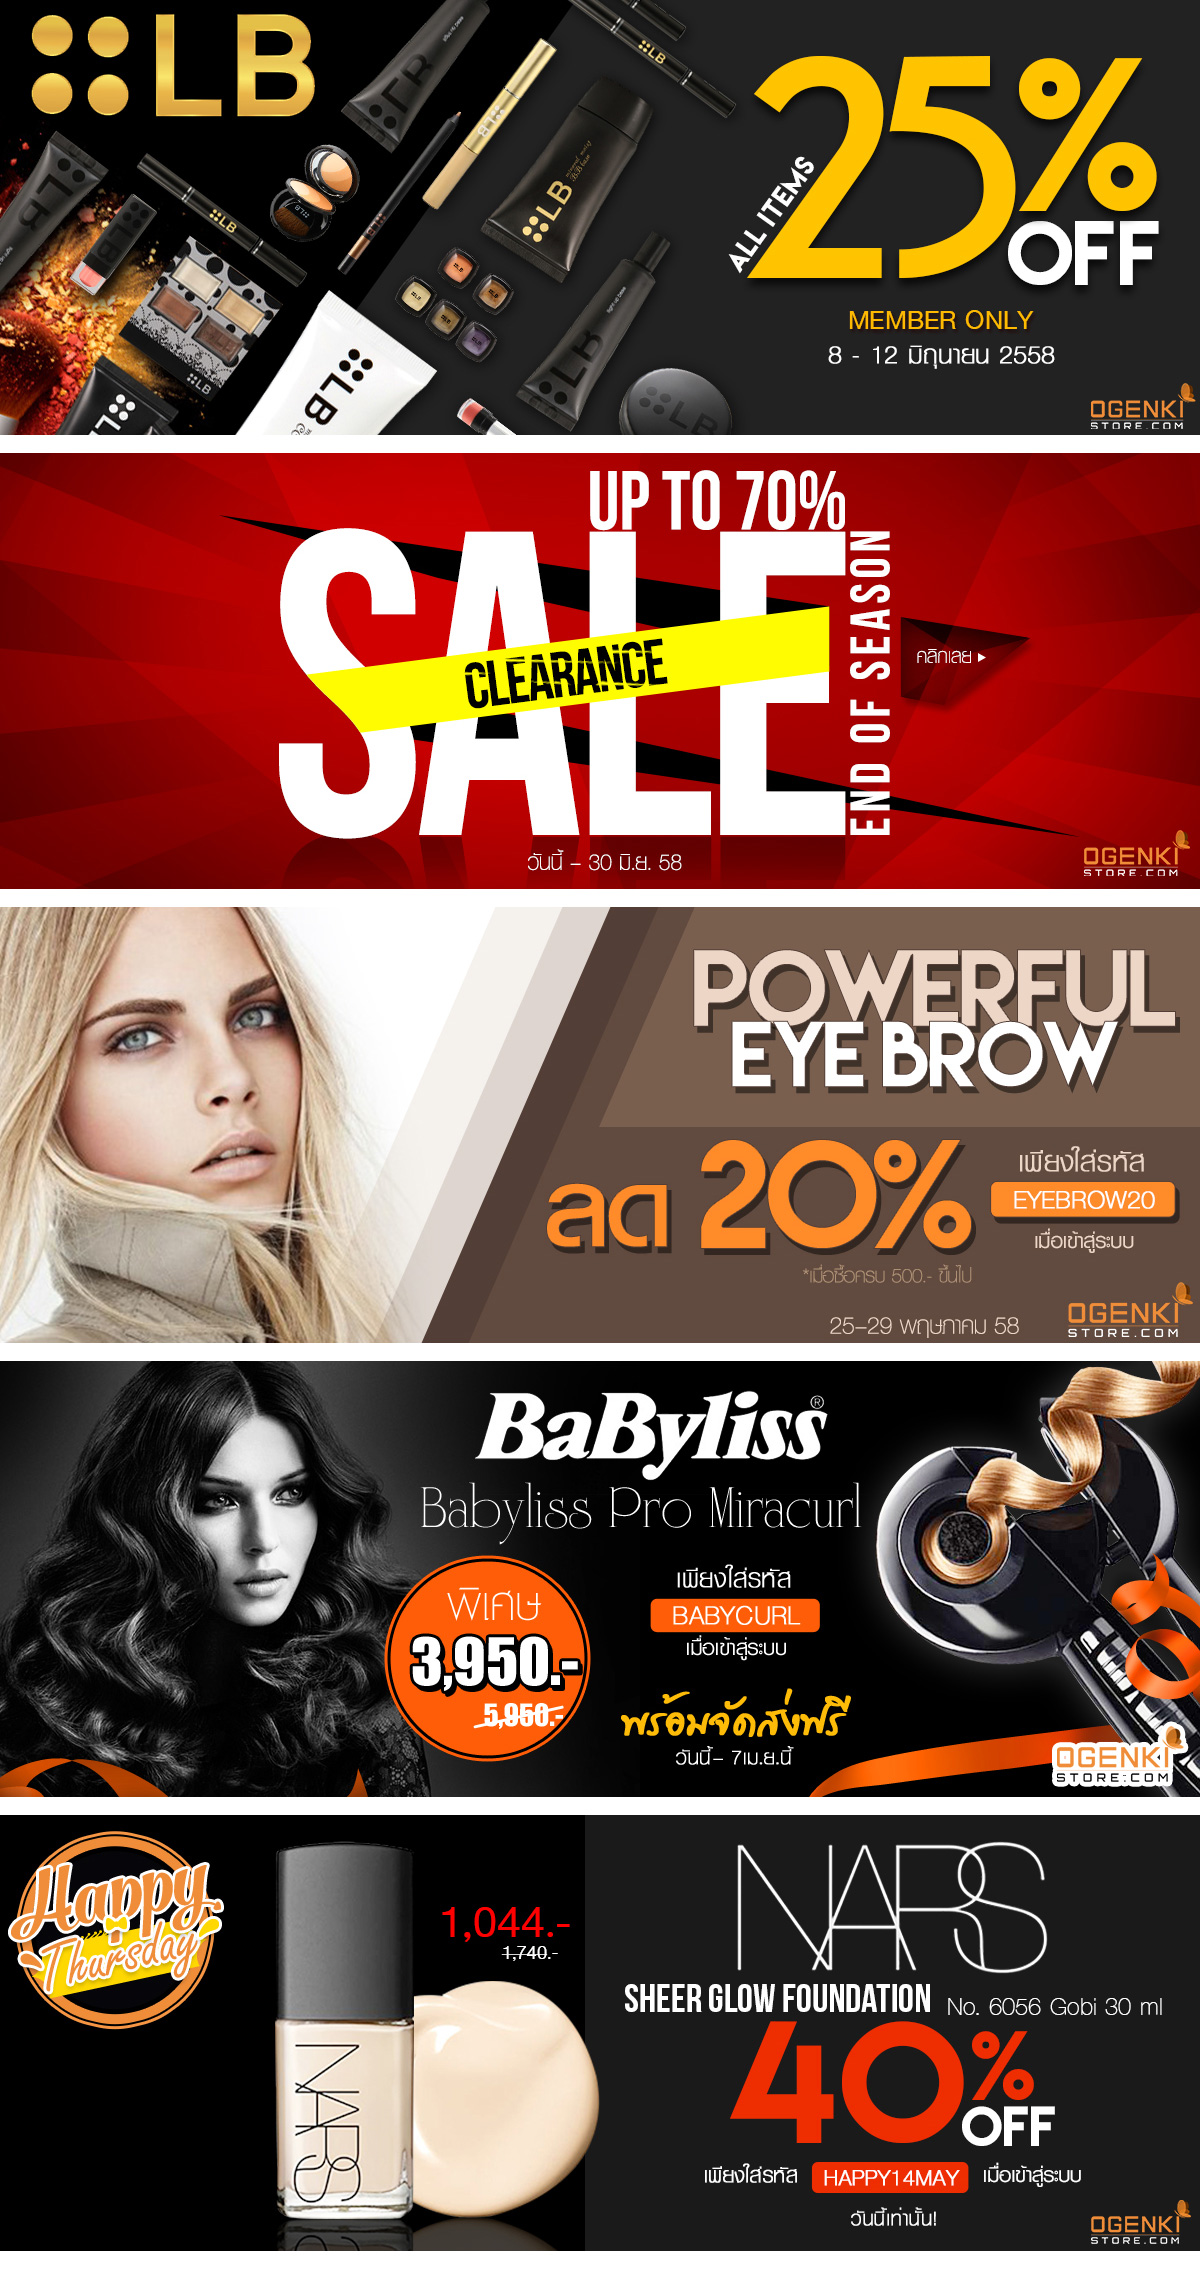 LB
25%
ALL ITEMS
OFF
MEMBER ONLY
8 - 12 มิถุนายน 2558
OGENKI
STORE.COM
UP TO 70%
SALE
CLEARANCE
END OF SEASON
คลิกเลย
วันนี้ – 30 มิ.ย. 58
OGENKI
STORE.COM
POWERFUL
EYE BROW
ลด 20%
เพียงใส่รหัส
EYEBROW20
เมื่อเข้าสู่ระบบ
*เมื่อซื้อครบ 500.- ขึ้นไป
25-29 พฤษภาคม 58
OGENKI
STORE.COM
BaByliss®
Babyliss Pro Miracurl
พิเศษ
3,950.-
5,950.-
เพียงใส่รหัส
BABYCURL
เมื่อเข้าสู่ระบบ
พร้อมจัดส่งฟรี
วันนี้- 7เม.ย.นี้
OGENKI
STORE.COM
Happy
Thursday
1,044.-
1,740.-
NARS
NARS
SHEER GLOW FOUNDATION No. 6056 Gobi 30 ml
40%
OFF
เพียงใส่รหัส HAPPY14MAY เมื่อเข้าสู่ระบบ
วันนี้เท่านั้น!
OGENKI
STORE.COM